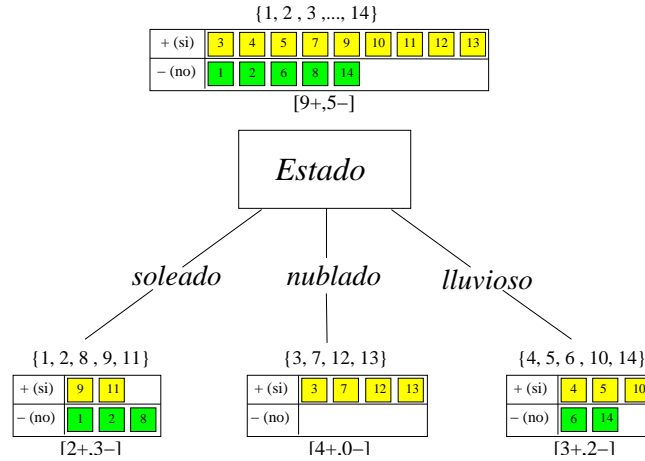 {1, 2 , 3 ,..., 14}
+ (si) 3 4 5 7 9 10 11 12 13
− (no) 1 2 6 8 14
[9+,5−]
Estado
soleado nublado lluvioso
{1, 2, 8 , 9, 11} {3, 7, 12, 13} {4, 5, 6 , 10, 14}
+ (si) 9 11 + (si) 3 7 12 13 + (si) 4 5 10
− (no) 1 2 8 − (no) − (no) 6 14
[2+,3−] [4+,0−] [3+,2−]